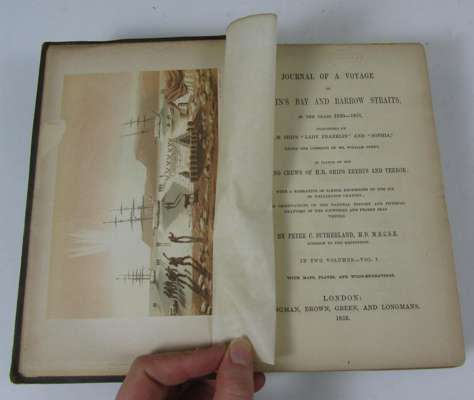 JOURNAL OF A VOYAGE
IN'S BAY AND BARROW STRAITS,
IN THE YEARS 1850—1851,
PERFORMED BY
M. SHIPS "LADY FRANKLIN" AND "SOPHIA,"
UNDER THE COMMAND OF MR. WILLIAM PENNY,
IN SEARCH OF THE
NG CREWS OF H.M. SHIPS EREBUS AND TERROR:
WITH A NARRATIVE OF SLEDGE EXCURSIONS ON THE ICE
OF WELLINGTON CHANNEL;
OBSERVATIONS ON THE NATURAL HISTORY AND PHYSICAL
FEATURES OF THE COUNTRIES AND FROZEN SEAS
VISITED.
BY PETER C. SUTHERLAND, M.D. M.R.C.S.E.
SURGEON TO THE EXPEDITION.
IN TWO VOLUMES.—VOL. I.
WITH MAPS, PLATES, AND WOOD-ENGRAVINGS.
LONDON:
GMAN, BROWN, GREEN, AND LONGMANS.
1852.